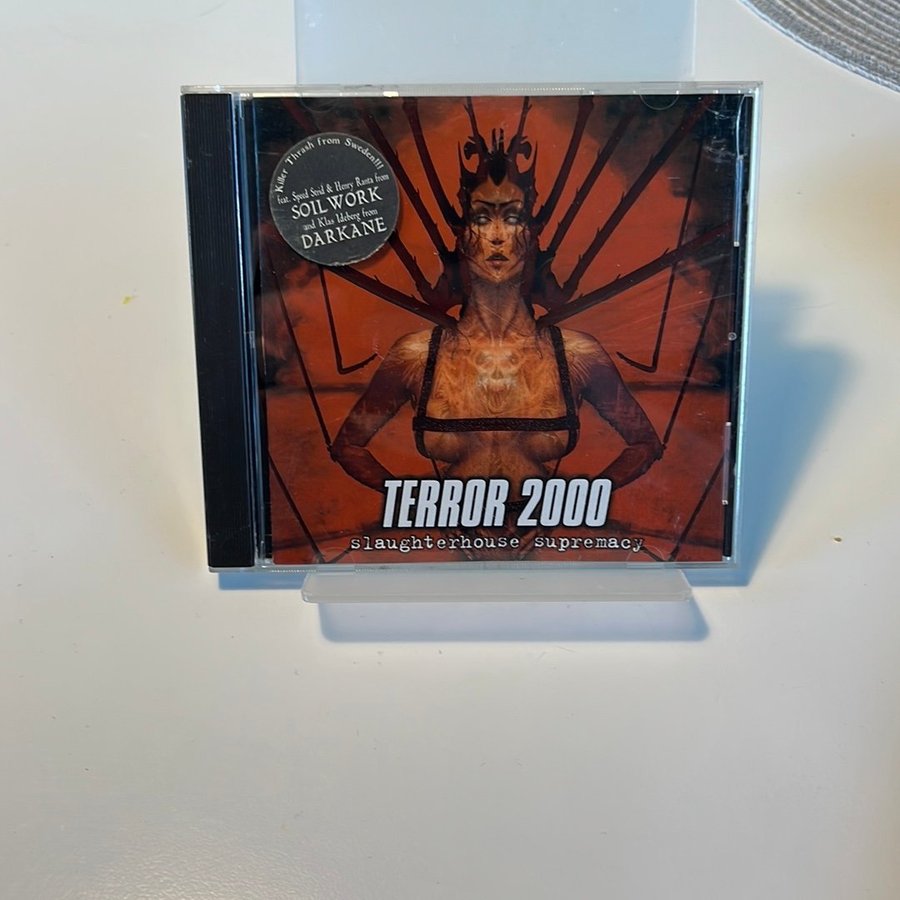 Killer Thrash from Sweden!!!
feat. Speed Strid & Henry Ranta from
SOILWORK
and Klas Ideberg from
DARKANE
TERROR 2000
slaughterhouse supremacy